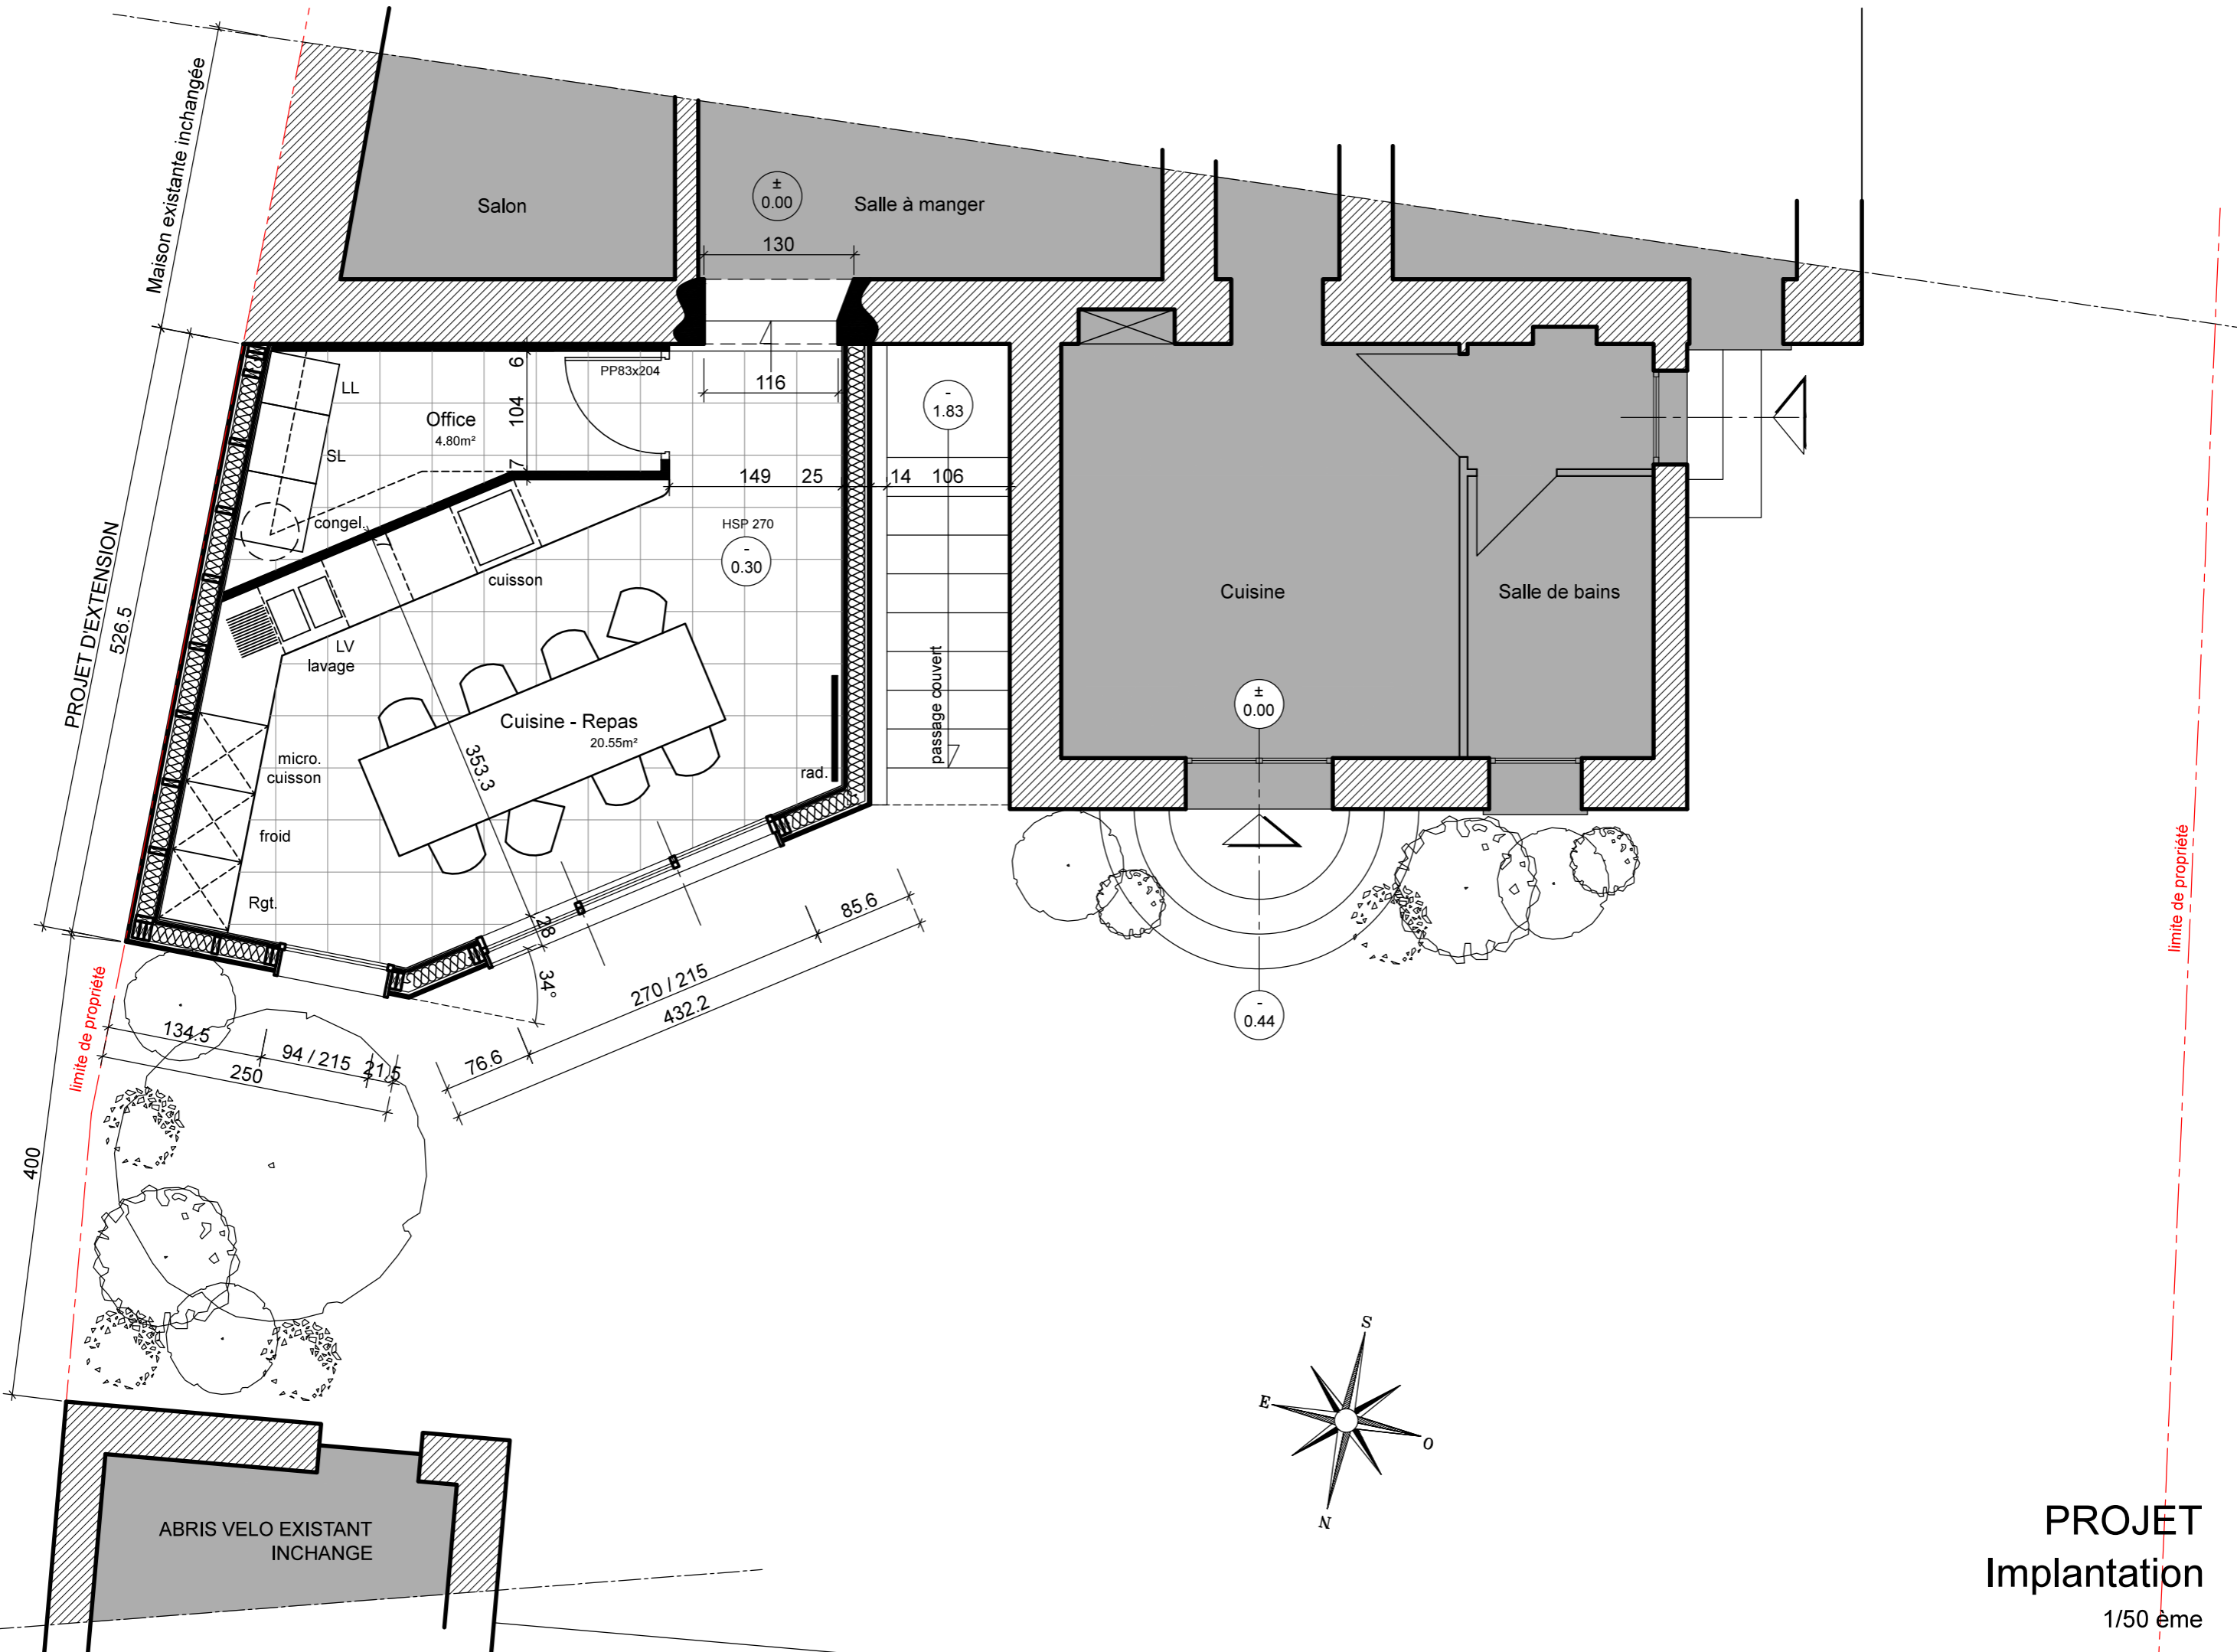 Maison existante inchangée
Salon
±
0.00
Salle à manger
130
PROJET D'EXTENSION
526.5
LL
SL
Office
4.80m²
6
104
7
PP83x204
116
-
1.83
149
25
14
106
congel.
cuisson
HSP 270
-
0.30
LV
lavage
Cuisine - Repas
20.55m²
353.3
micro.
cuisson
froid
Rgt.
rad.
passage couvert
Cuisine
Salle de bains
±
0.00
-
0.44
28
34°
85.6
270 / 215
432.2
76.6
134.5
94 / 215
21.5
250
limite de propriété
limite de propriété
400
ABRIS VELO EXISTANT
INCHANGE
S
E
O
N
PROJET
Implantation
1/50 ème